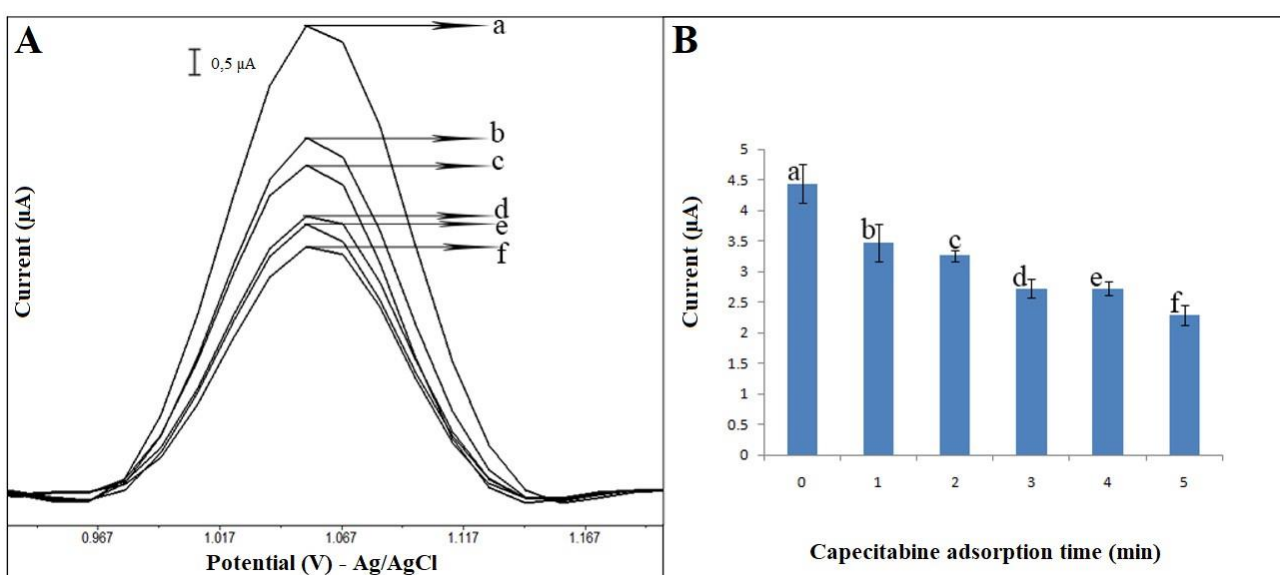 A
0,5 µA
a
b
c
d
e
f
Current (µA)
0.967
1.017
1.067
1.117
1.167
Potential (V) - Ag/AgCl
B
Current (µA)
5
4.5
4
3.5
3
2.5
2
1.5
1
0.5
0
a
b
c
d
e
f
0
1
2
3
4
5
Capecitabine adsorption time (min)